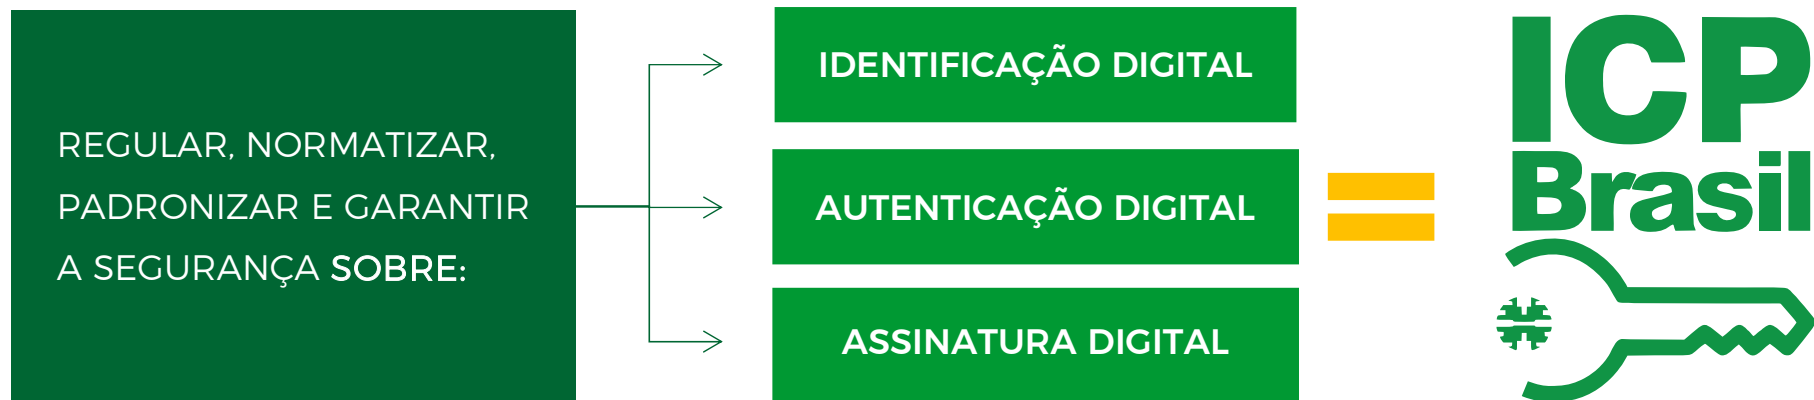 REGULAR, NORMATIZAR,
PADRONIZAR E GARANTIR
A SEGURANÇA SOBRE:
IDENTIFICAÇÃO DIGITAL
AUTENTICAÇÃO DIGITAL
ASSINATURA DIGITAL
ICP
Brasil